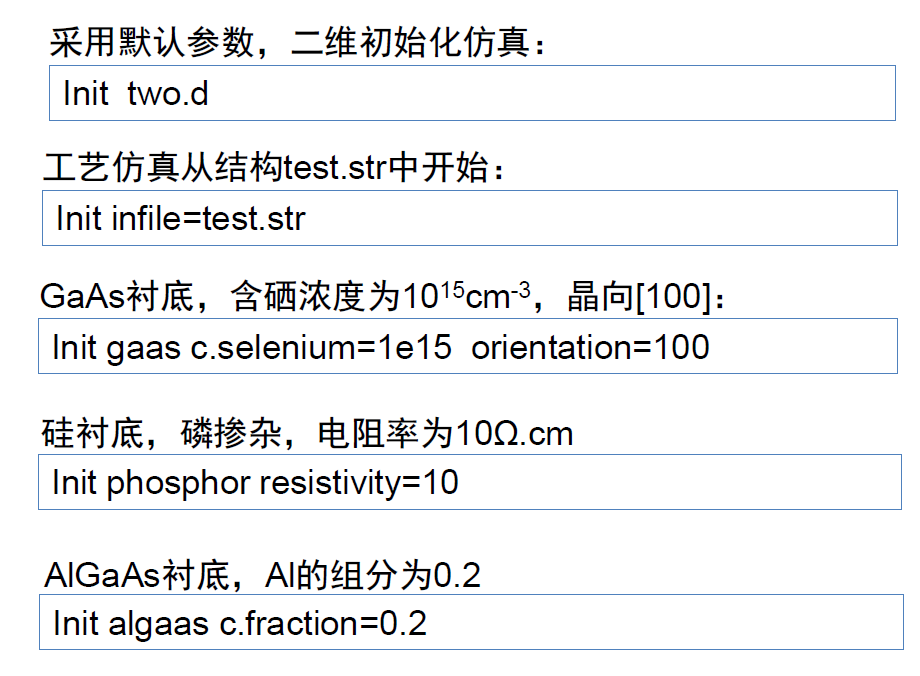 采用默认参数，二维初始化仿真：
Init two.d
工艺仿真从结构test.str中开始：
Init infile=test.str
GaAs衬底，含硒浓度为10¹⁵cm⁻³，晶向[100]：
Init gaas c.selenium=1e15 orientation=100
硅衬底，磷掺杂，电阻率为10Ω.cm
Init phosphor resistivity=10
AlGaAs衬底，Al的组分为0.2
Init algaas c.fraction=0.2